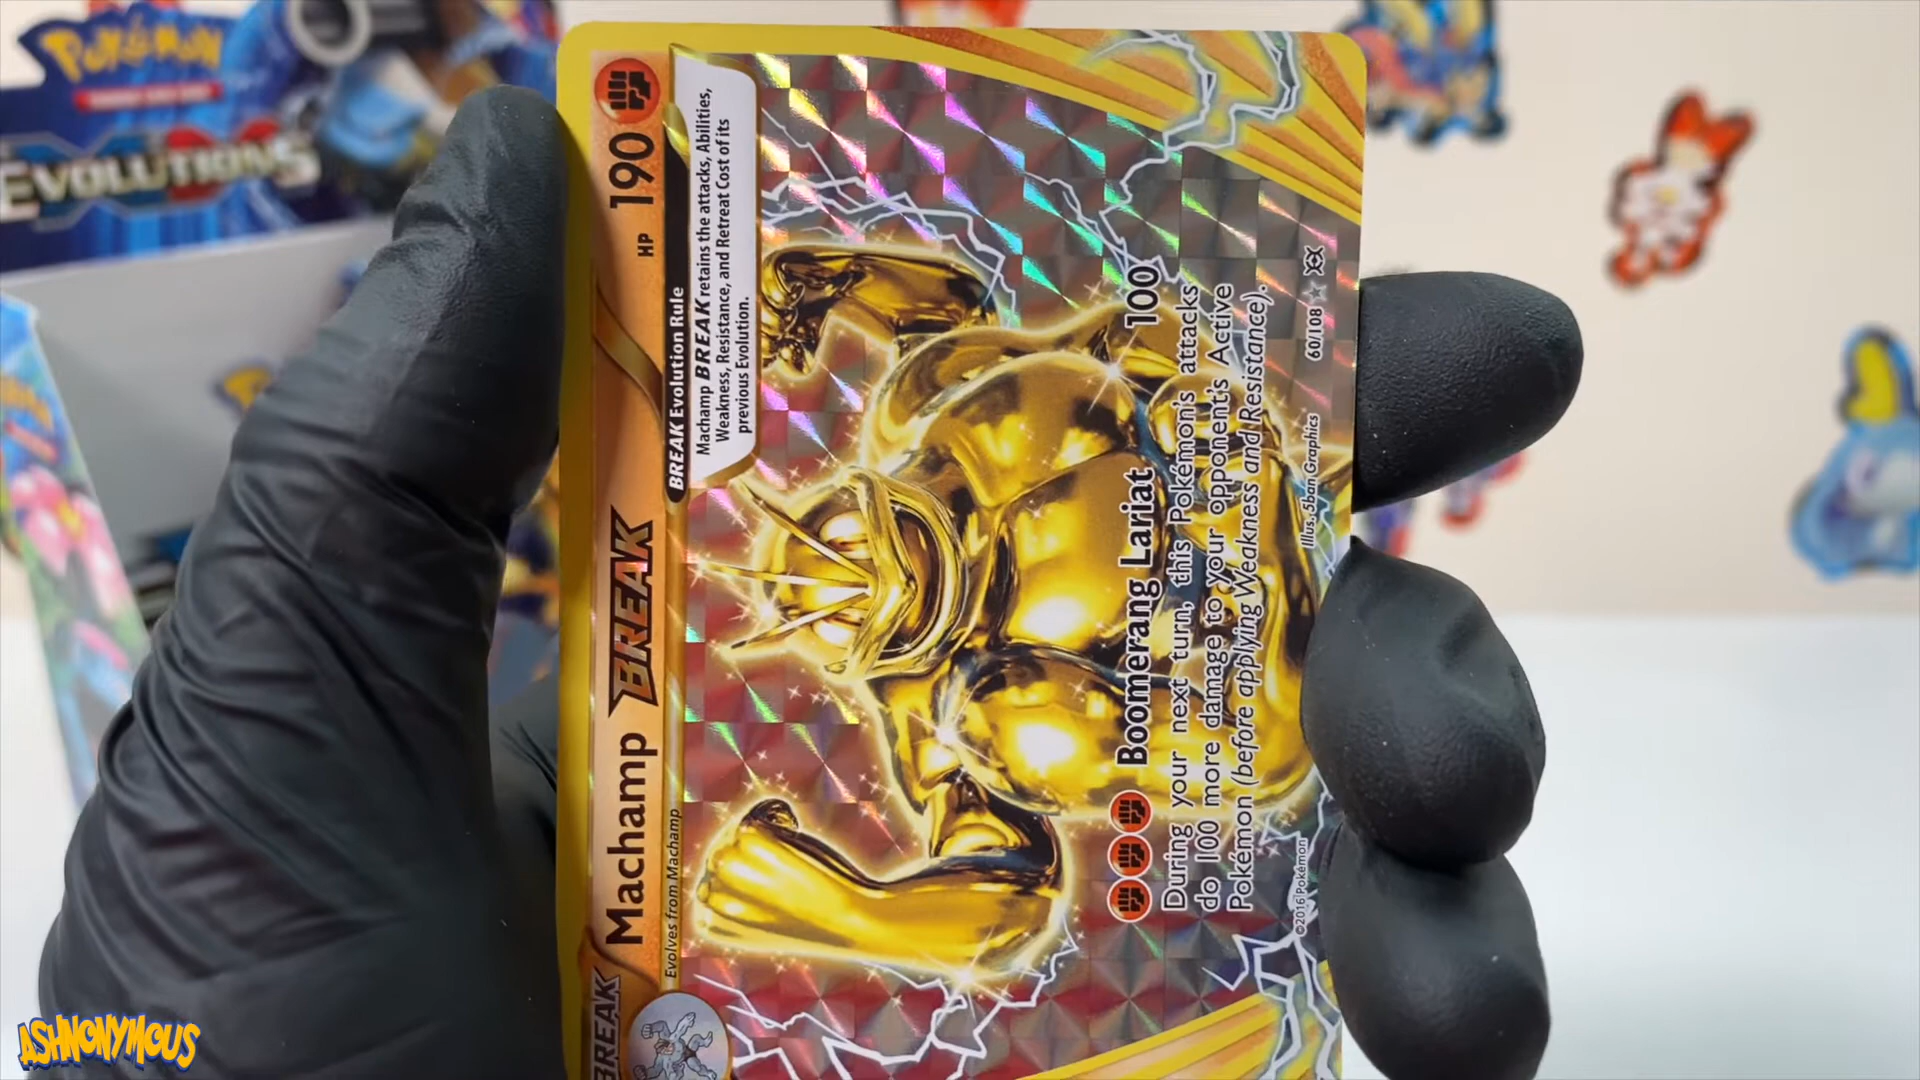 Pokémon
EVOLUTIONS
BREAK
Machamp BREAK
HP 190
Evolves from Machamp
BREAK Evolution Rule
Machamp BREAK retains the attacks, Abilities,
Weakness, Resistance, and Retreat Cost of its
previous Evolution.
Boomerang Lariat 100
During your next turn, this Pokémon's attacks
do 100 more damage to your opponent's Active
Pokémon (before applying Weakness and Resistance).
©2016 Pokémon
Illus. 5ban Graphics
60/108
ASHNONYMOUS